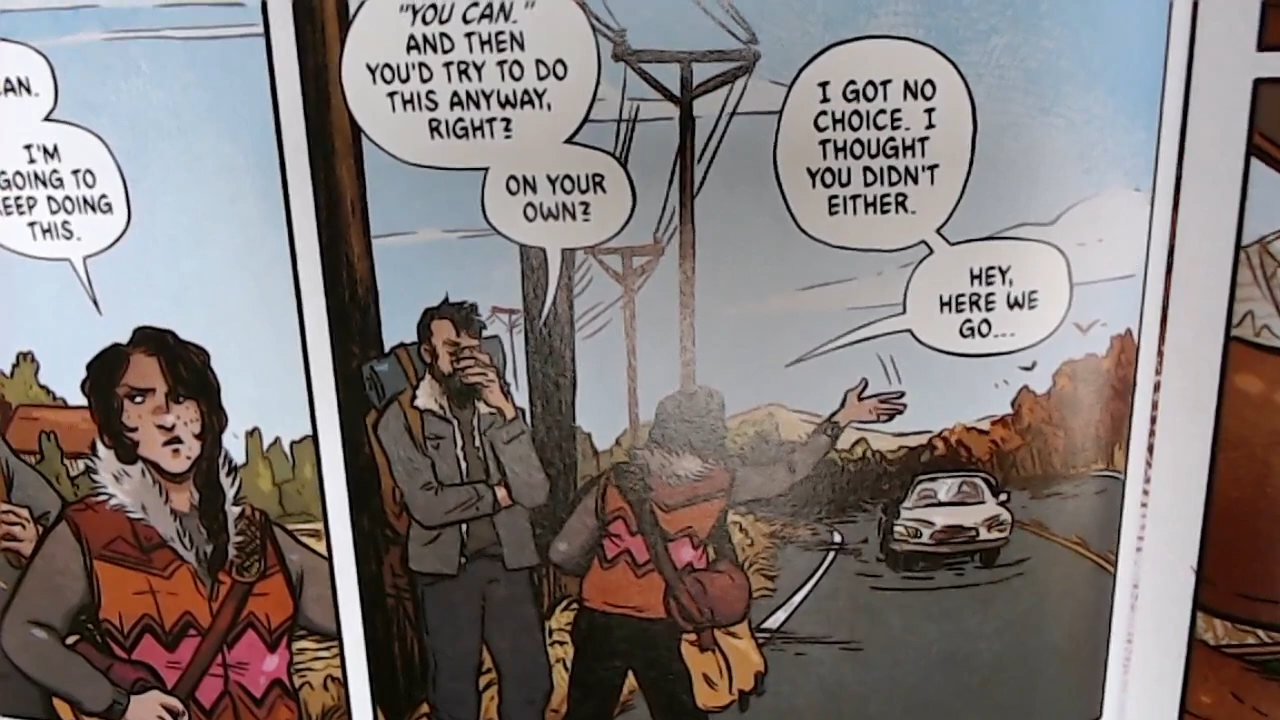 AN.
I'M
GOING TO
EEP DOING
THIS.
"YOU CAN."
AND THEN
YOU'D TRY TO DO
THIS ANYWAY,
RIGHT?
ON YOUR
OWN?
I GOT NO
CHOICE. I
THOUGHT
YOU DIDN'T
EITHER.
HEY,
HERE WE
GO...